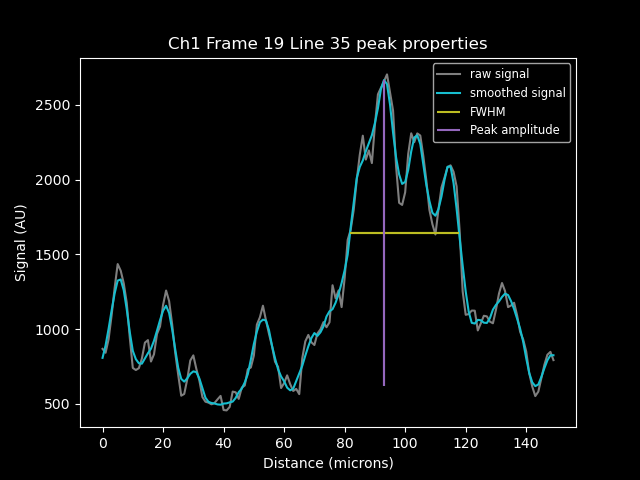 Ch1 Frame 19 Line 35 peak properties
raw signal
smoothed signal
FWHM
Peak amplitude
Signal (AU)
2500
2000
1500
1000
500
0 20 40 60 80 100 120 140
Distance (microns)